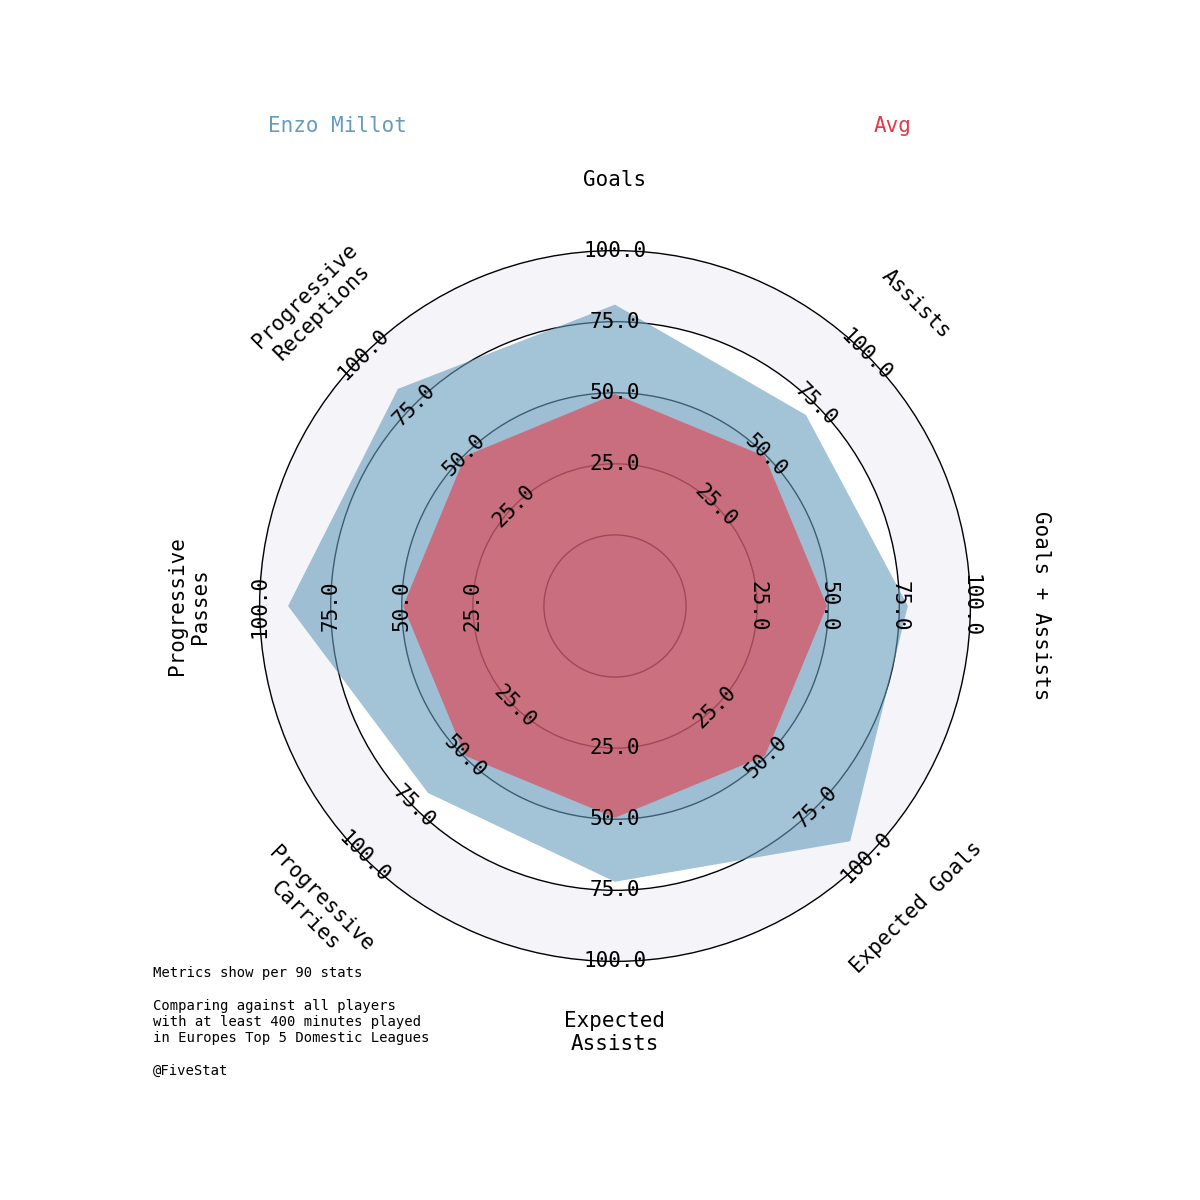 Enzo Millot
Avg
Goals
Assists
Goals + Assists
Expected Goals
Expected
Assists
Progressive
Carries
Progressive
Passes
Progressive
Receptions
25.0
50.0
75.0
100.0
25.0
50.0
75.0
100.0
25.0
50.0
75.0
100.0
25.0
50.0
75.0
100.0
25.0
50.0
75.0
100.0
25.0
50.0
75.0
100.0
25.0
50.0
75.0
100.0
25.0
50.0
75.0
100.0
Metrics show per 90 stats
Comparing against all players
with at least 400 minutes played
in Europes Top 5 Domestic Leagues
@FiveStat